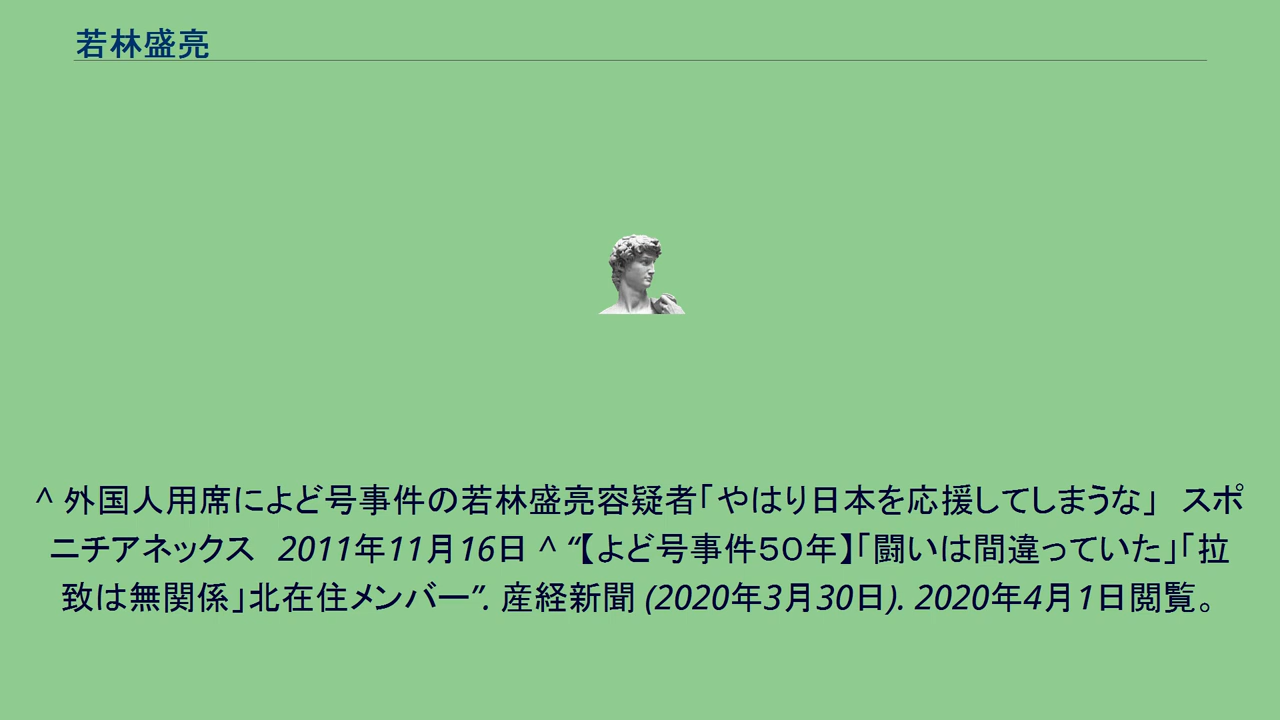 若林盛亮
^ 外国人用席によど号事件の若林盛亮容疑者「やはり日本を応援してしまうな」　スポ
ニチアネックス　2011年11月16日 ^ “【よど号事件５０年】「闘いは間違っていた」「拉
致は無関係」北在住メンバー”. 産経新聞 (2020年3月30日). 2020年4月1日閲覧。